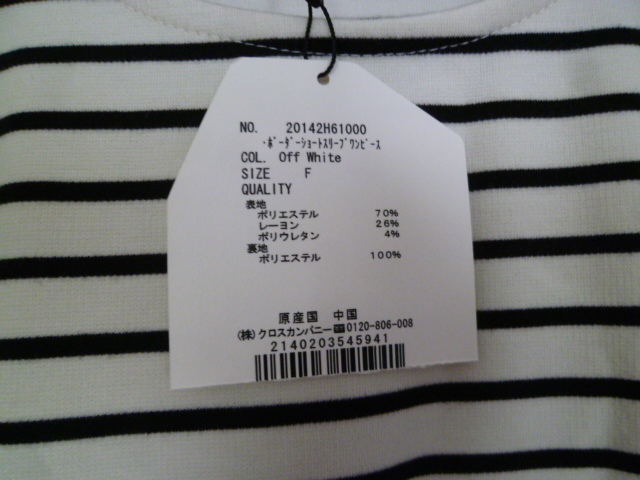 NO. 20142H61000
･ﾎﾞｰﾀﾞｰｼｮｰﾄｽﾘｰﾌﾞﾜﾝﾋﾟｰｽ
COL. Off White
SIZE F
QUALITY
表地
ポリエステル 70%
レーヨン 26%
ポリウレタン 4%
裏地
ポリエステル 100%
原産国 中国
(株)クロスカンパニー☎0120-806-008
2140203545941